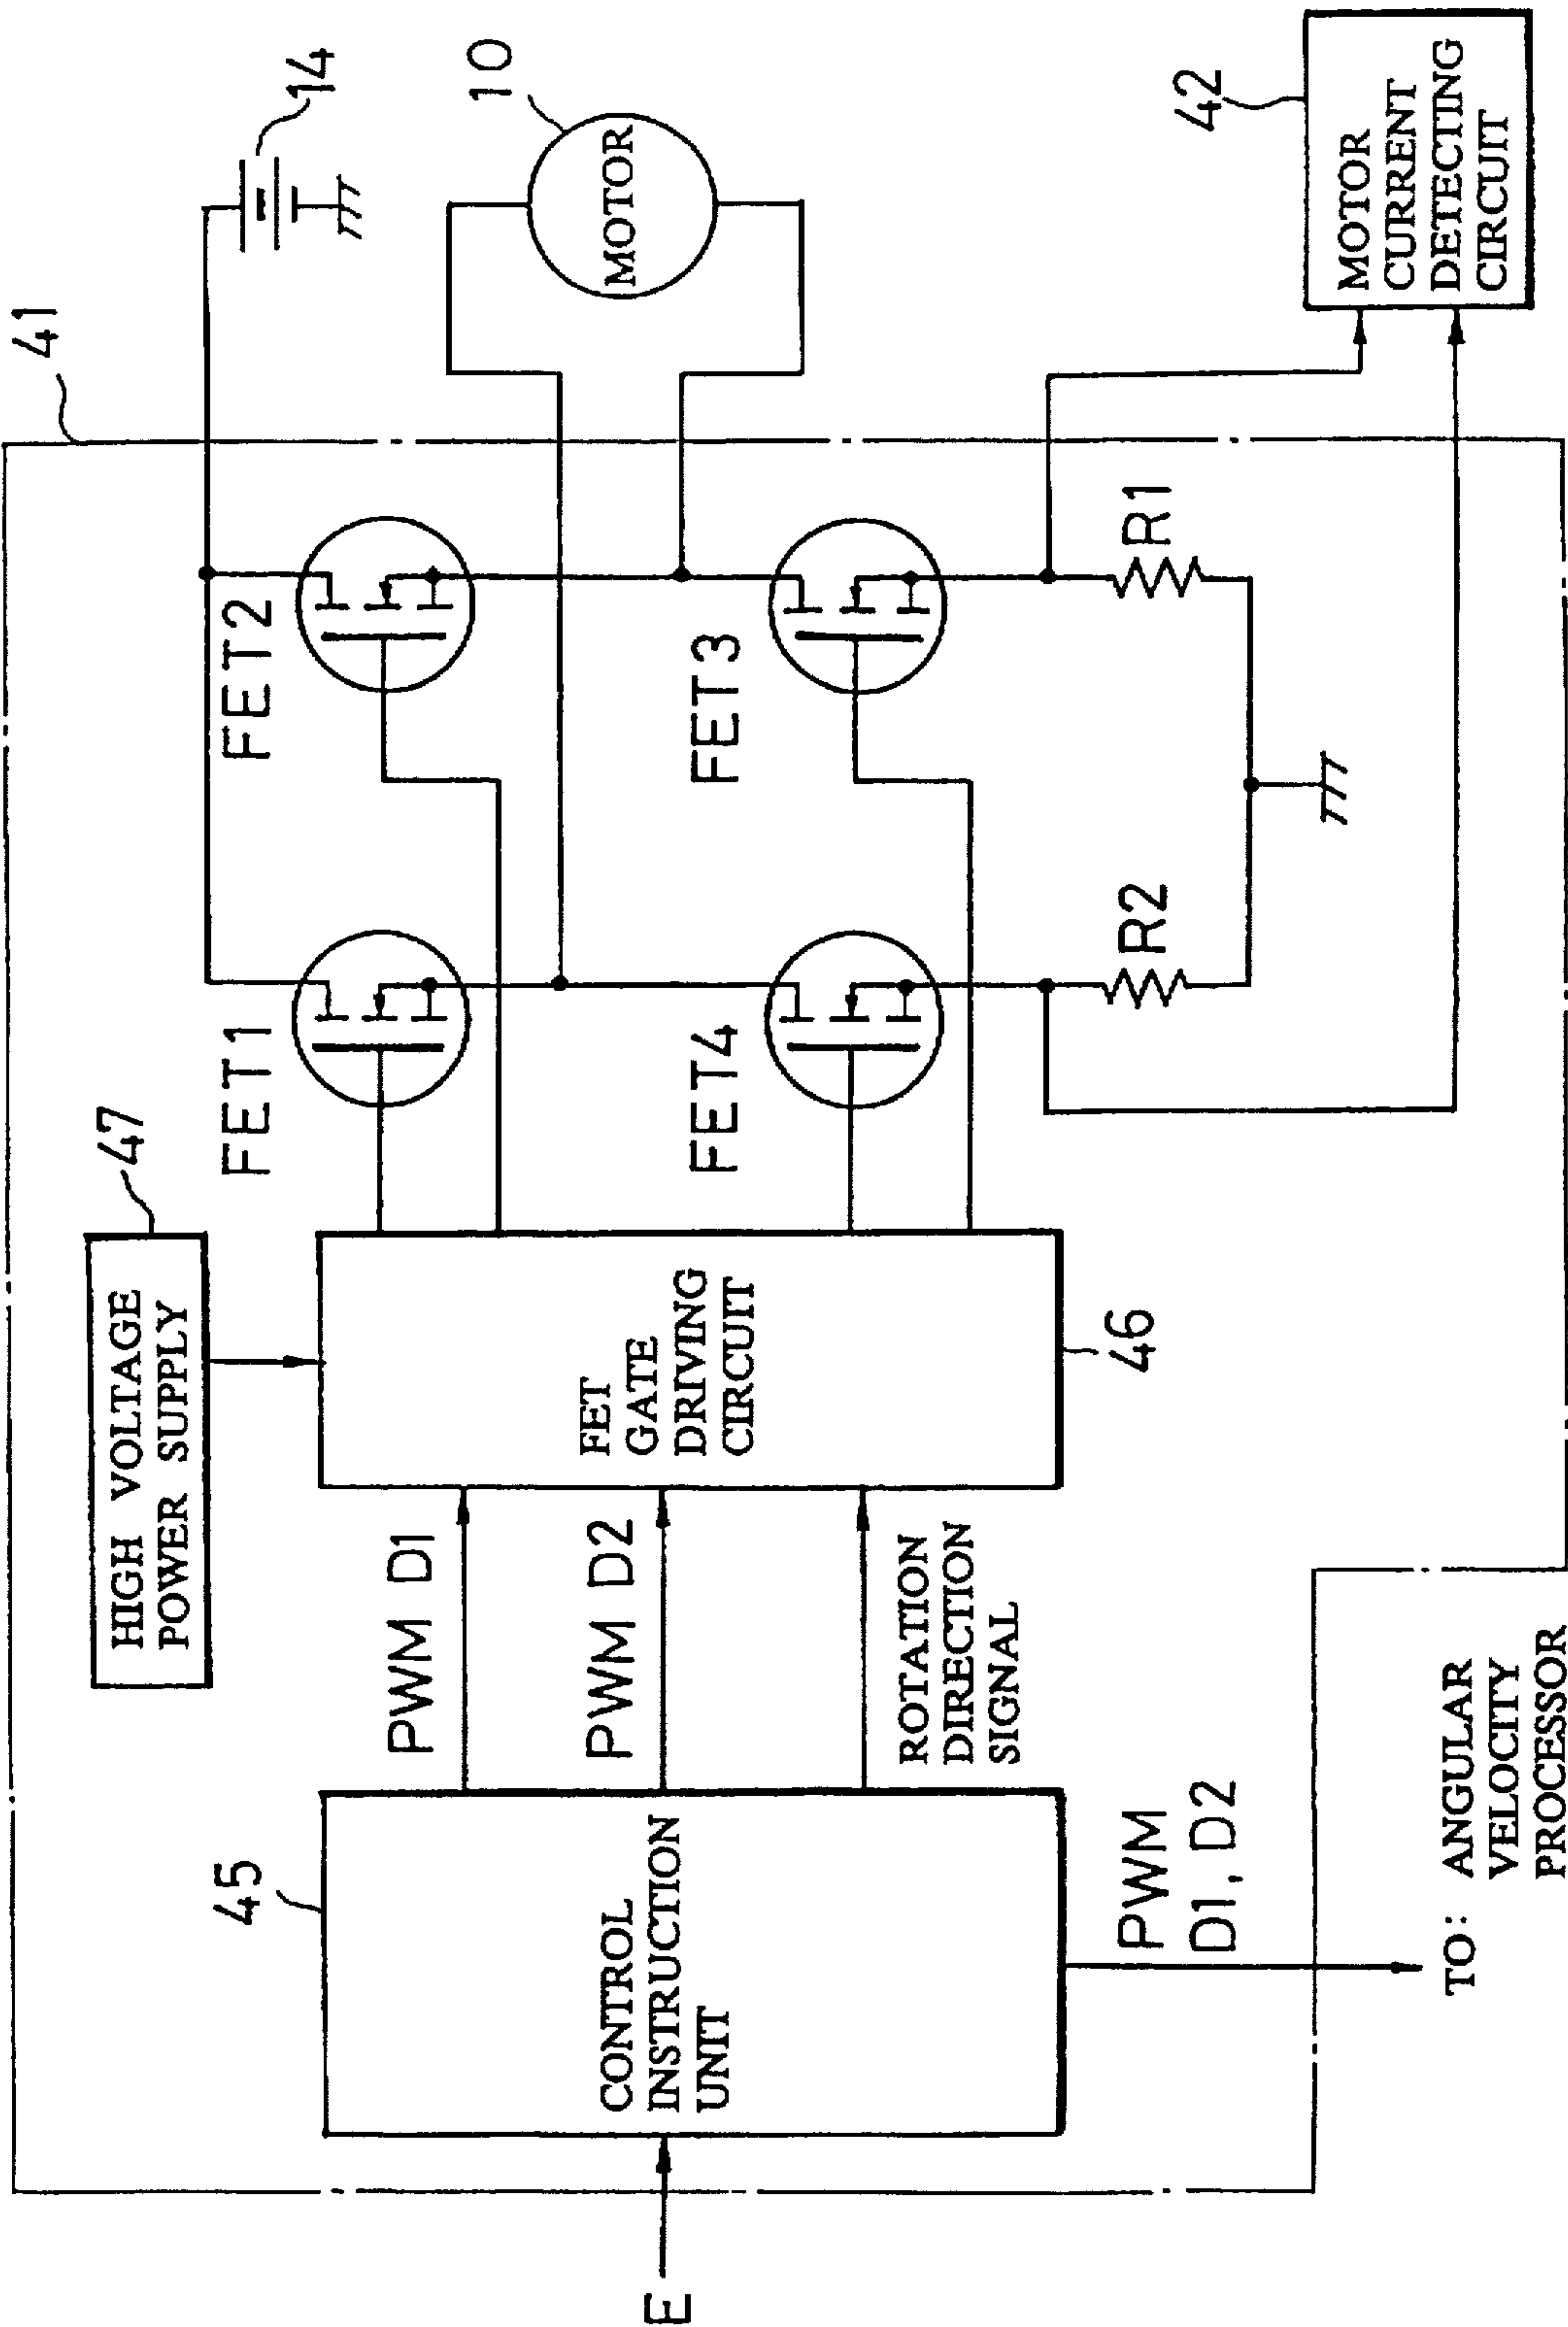 41
14
47
HIGH VOLTAGE
POWER SUPPLY
FET1
FET2
10
MOTOR
45
CONTROL
INSTRUCTION
UNIT
E
PWM D1
PWM D2
ROTATION
DIRECTION
SIGNAL
FET
GATE
DRIVING
CIRCUIT
46
FET4
FET3
R2
R1
42
MOTOR
CURRENT
DETECTING
CIRCUIT
PWM
D1, D2
TO: ANGULAR
VELOCITY
PROCESSOR